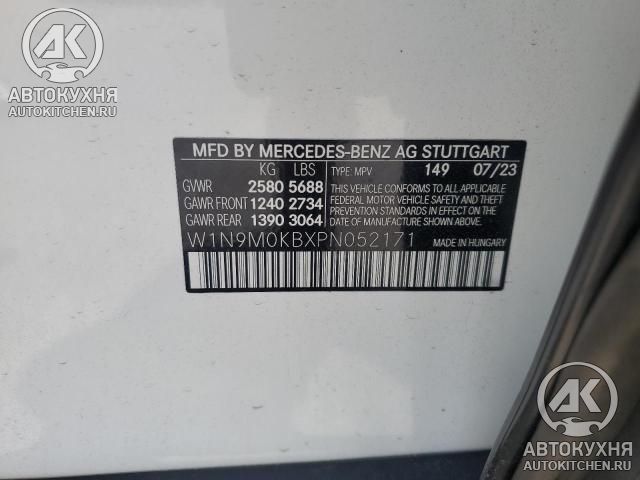 АК
АВТОКУХНЯ
AUTOKITCHEN.RU
MFD BY MERCEDES-BENZ AG STUTTGART
KG LBS TYPE: MPV 149 07/23
GVWR 2580 5688 THIS VEHICLE CONFORMS TO ALL APPLICABLE
GAWR FRONT 1240 2734 FEDERAL MOTOR VEHICLE SAFETY AND
GAWR REAR 1390 3064 THEFT PREVENTION STANDARDS IN EFFECT ON THE DATE OF MANUFACTURE SHOWN ABOVE.
W1N9M0KBXPN052171 MADE IN HUNGARY
АК
АВТОКУХНЯ
AUTOKITCHEN.RU